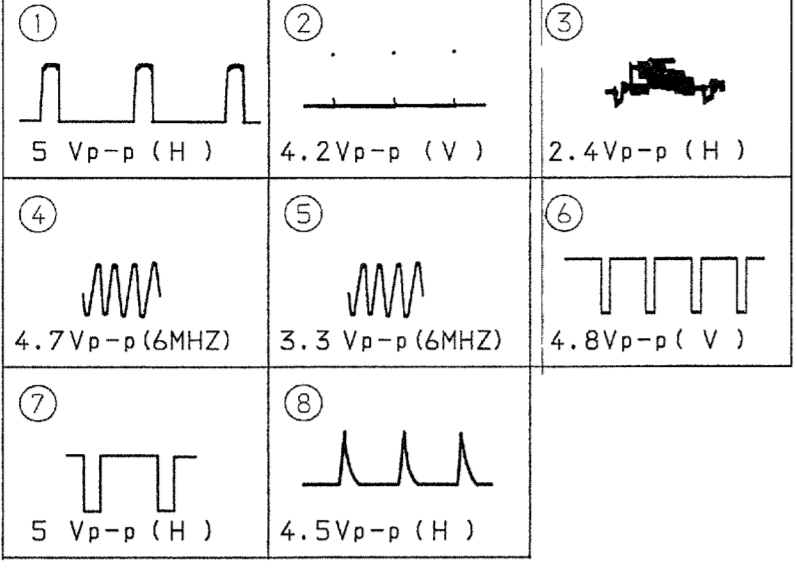 ① ② ③
5 Vp-p ( H ) 4.2Vp-p ( V ) 2.4Vp-p ( H )
④ ⑤ ⑥
4.7Vp-p(6MHZ) 3.3 Vp-p(6MHZ) 4.8Vp-p( V )
⑦ ⑧
5 Vp-p ( H ) 4.5Vp-p ( H )